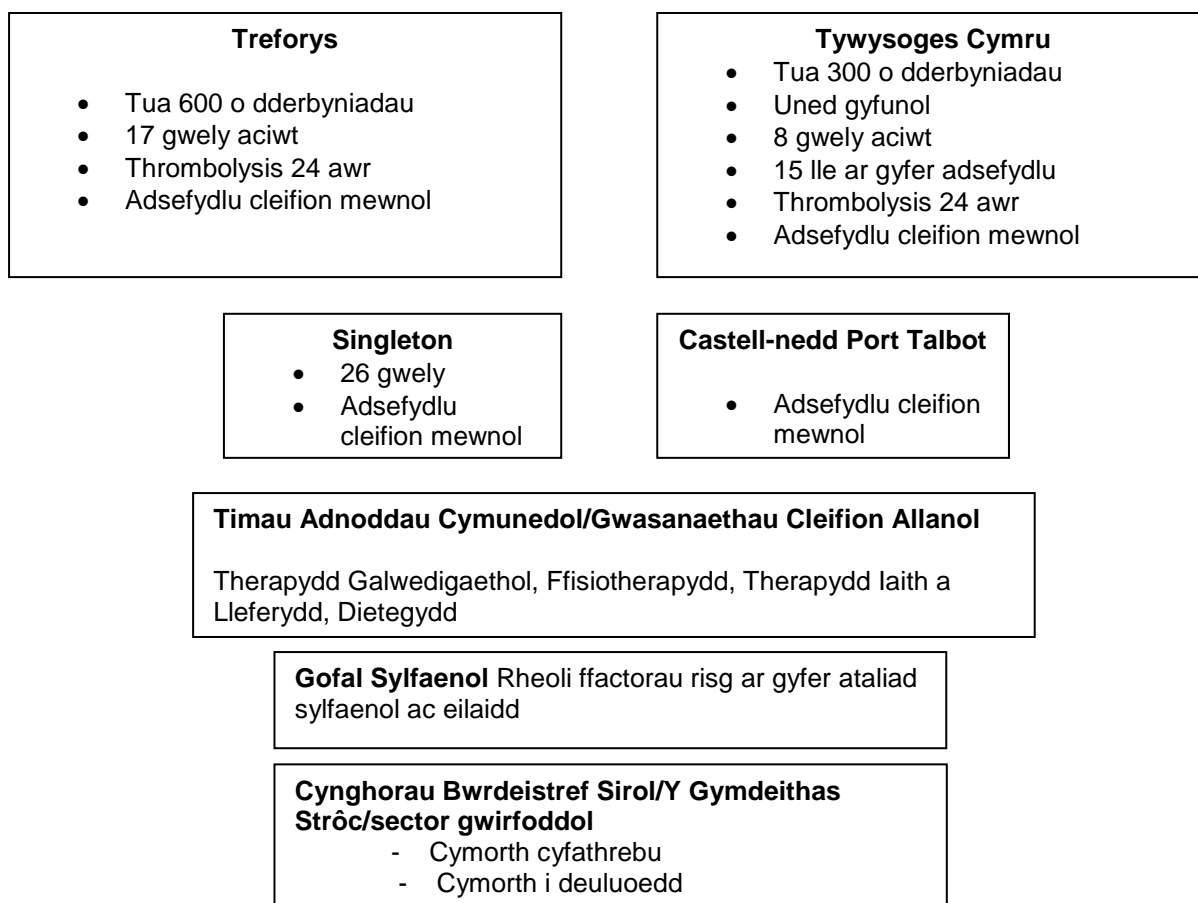 Treforys
• Tua 600 o dderbyniadau
• 17 gwely aciwt
• Thrombolysis 24 awr
• Adsefydlu cleifion mewnol
Tywysoges Cymru
• Tua 300 o dderbyniadau
• Uned gyfunol
• 8 gwely aciwt
• 15 lle ar gyfer adsefydlu
• Thrombolysis 24 awr
• Adsefydlu cleifion mewnol
Singleton
• 26 gwely
• Adsefydlu
cleifion mewnol
Castell-nedd Port Talbot
• Adsefydlu cleifion
mewnol
Timau Adnoddau Cymunedol/Gwasanaethau Cleifion Allanol
Therapydd Galwedigaethol, Ffisiotherapydd, Therapydd Iaith a
Lleferydd, Dietegydd
Gofal Sylfaenol Rheoli ffactorau risg ar gyfer ataliad
sylfaenol ac eilaidd
Cynghorau Bwrdeistref Sirol/Y Gymdeithas
Strôc/sector gwirfoddol
- Cymorth cyfathrebu
- Cymorth i deuluoedd